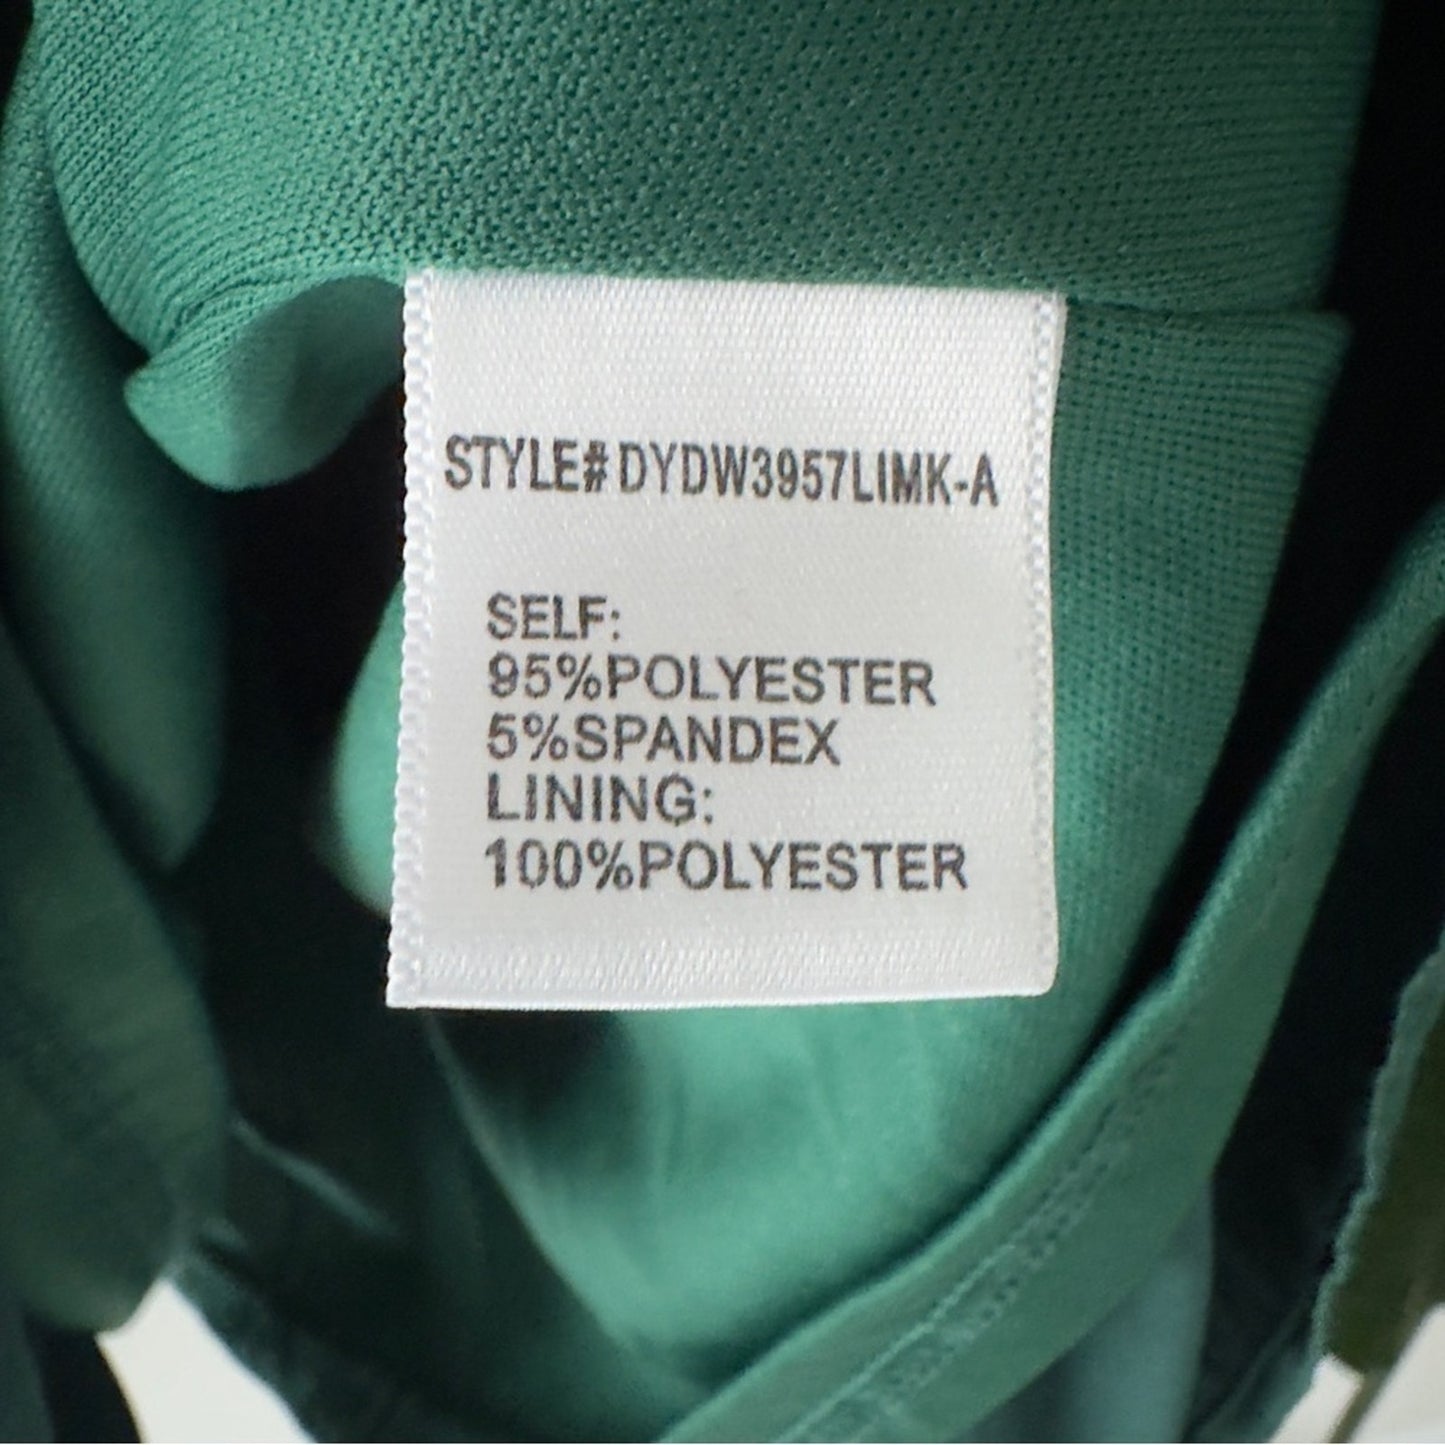 STYLE# DYDW3957LIMK-A
SELF:
95%POLYESTER
5%SPANDEX
LINING:
100%POLYESTER